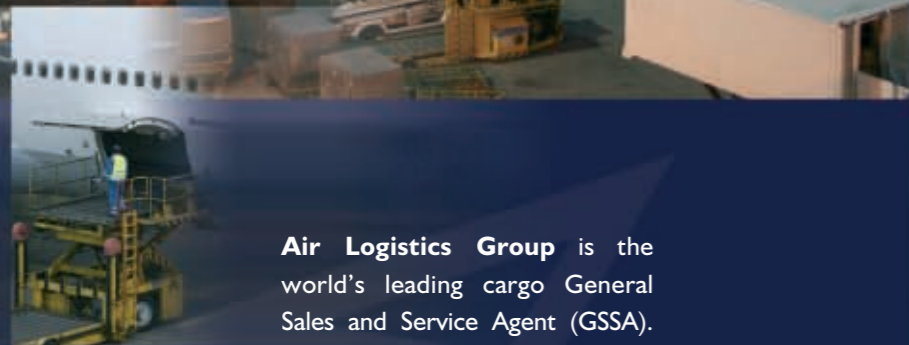 Air Logistics Group is the
world's leading cargo General
Sales and Service Agent (GSSA).